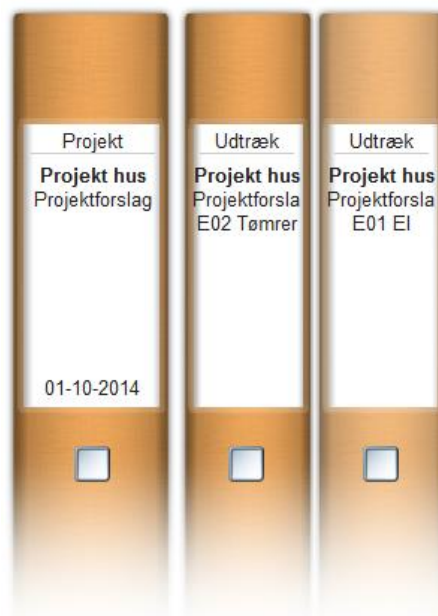 Projekt
Projekt hus
Projektforslag
01-10-2014
Udtræk
Projekt hus
Projektforsla
E02 Tømrer
Udtræk
Projekt hus
Projektforsla
E01 El